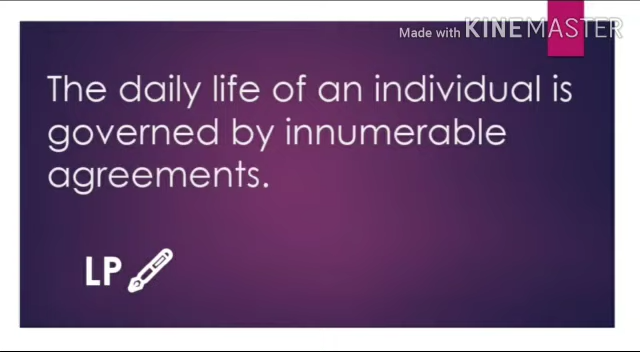 Made with KINEMASTER
The daily life of an individual is
governed by innumerable
agreements.
LP